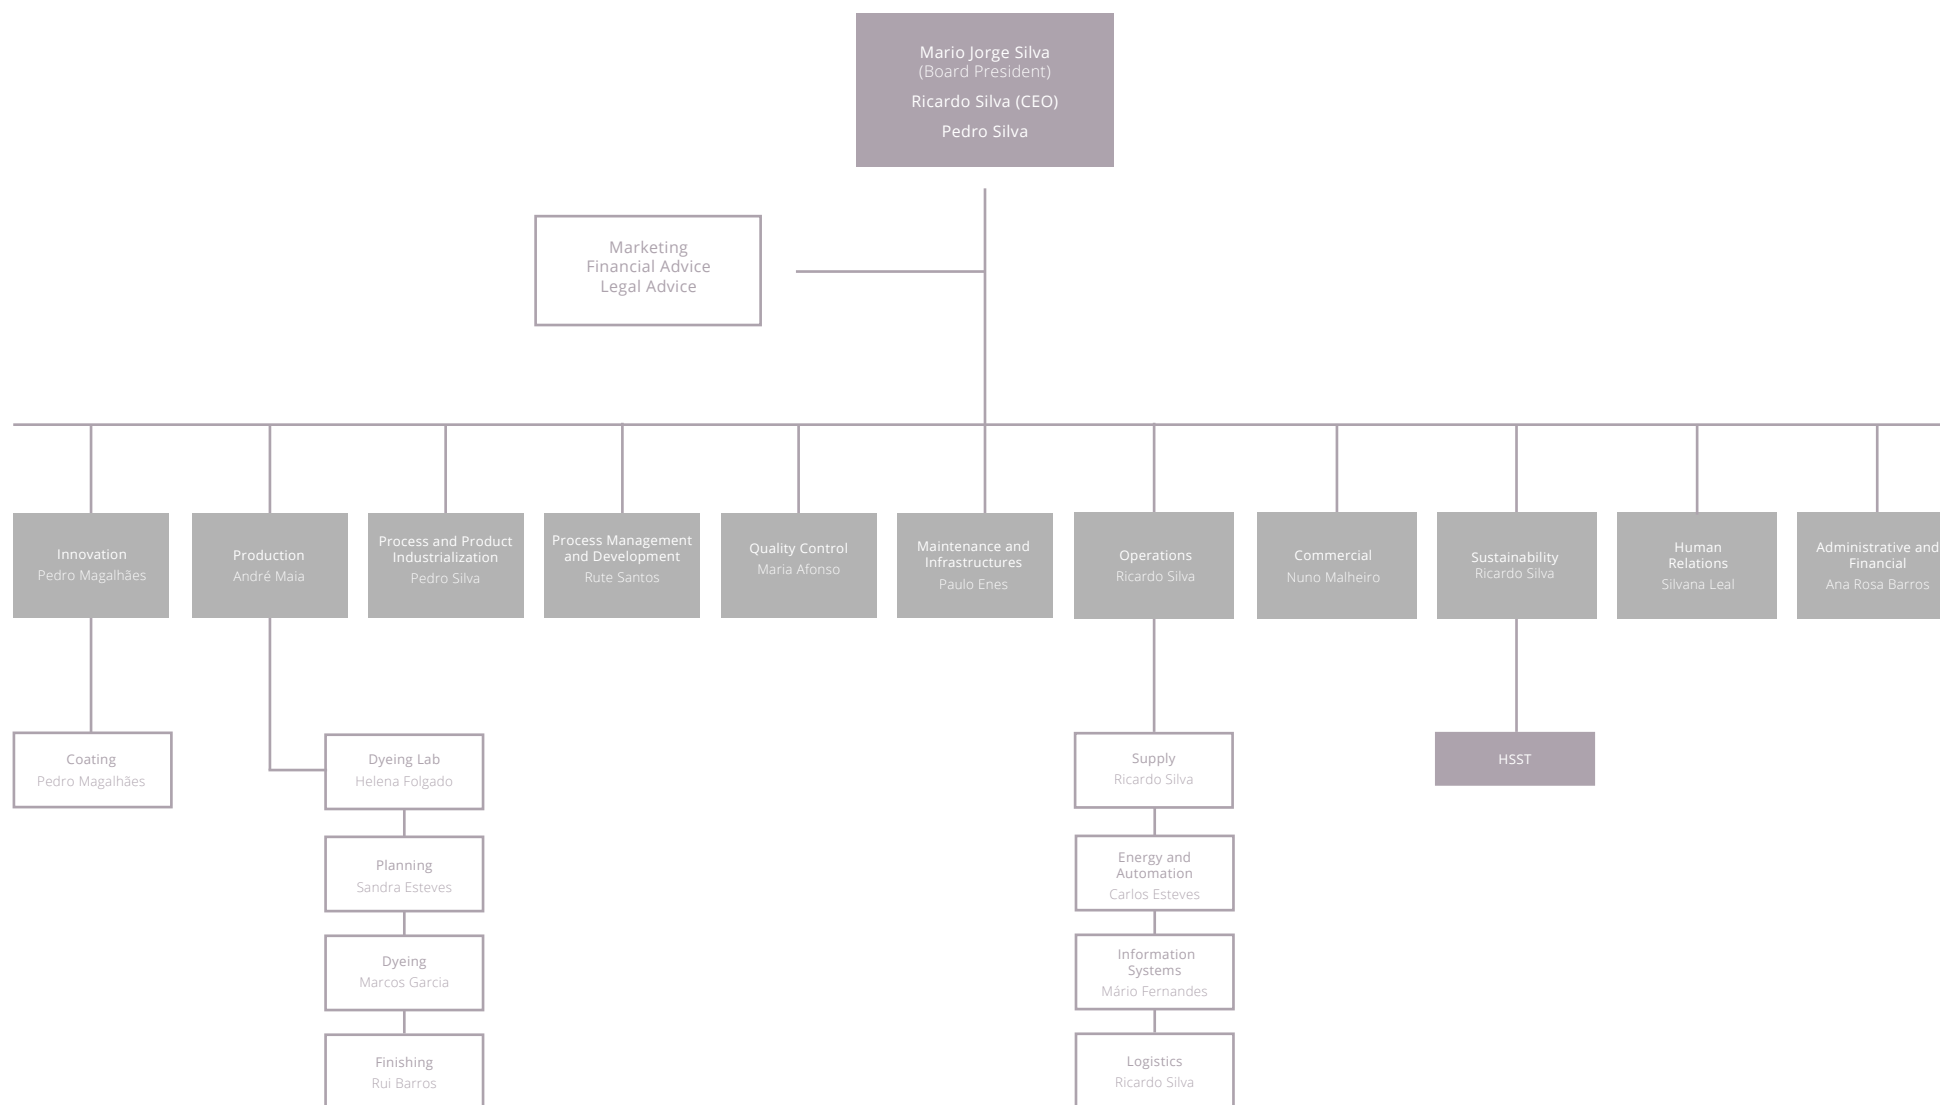 Mario Jorge Silva
(Board President)
Ricardo Silva (CEO)
Pedro Silva
Marketing
Financial Advice
Legal Advice
Innovation
Pedro Magalhães
Production
André Maia
Process and Product
Industrialization
Pedro Silva
Process Management
and Development
Rute Santos
Quality Control
Maria Afonso
Maintenance and
Infrastructures
Paulo Enes
Operations
Ricardo Silva
Commercial
Nuno Malheiro
Sustainability
Ricardo Silva
Human
Relations
Silvana Leal
Administrative and
Financial
Ana Rosa Barros
Coating
Pedro Magalhães
Dyeing Lab
Helena Folgado
Planning
Sandra Esteves
Dyeing
Marcos Garcia
Finishing
Rui Barros
Supply
Ricardo Silva
Energy and
Automation
Carlos Esteves
Information
Systems
Mário Fernandes
Logistics
Ricardo Silva
HSST